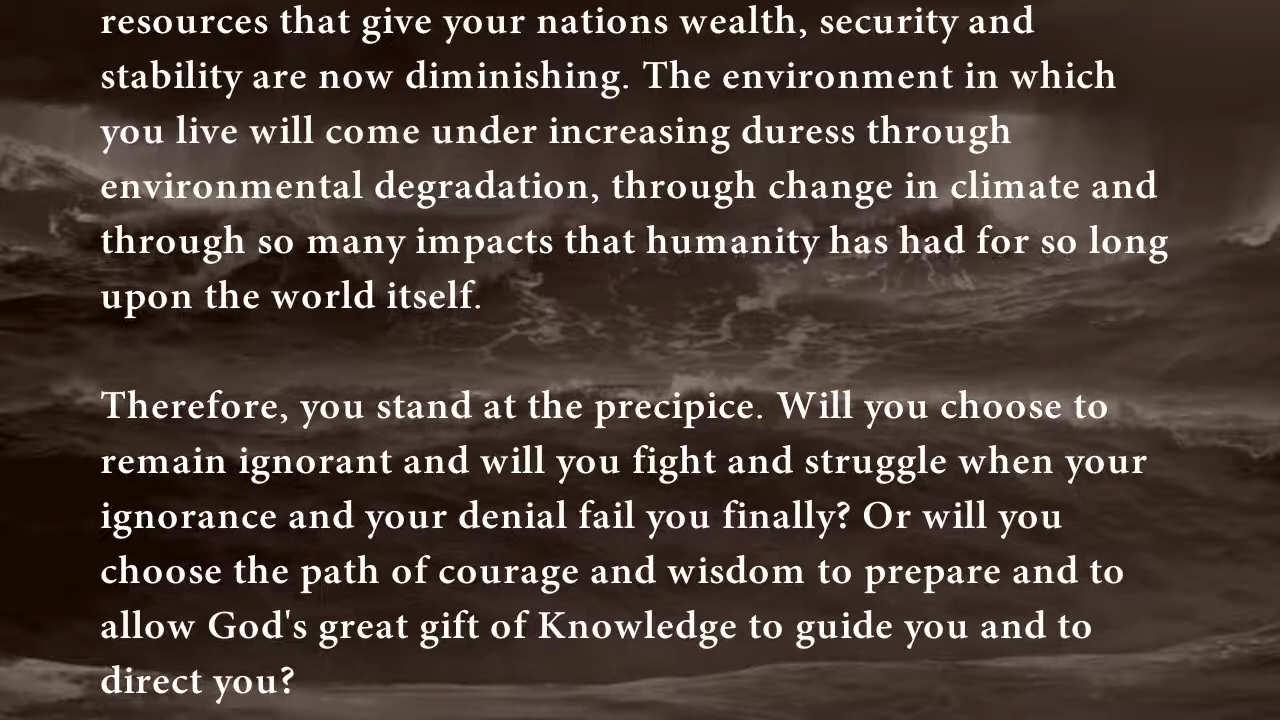 resources that give your nations wealth, security and
stability are now diminishing. The environment in which
you live will come under increasing duress through
environmental degradation, through change in climate and
through so many impacts that humanity has had for so long
upon the world itself.
Therefore, you stand at the precipice. Will you choose to
remain ignorant and will you fight and struggle when your
ignorance and your denial fail you finally? Or will you
choose the path of courage and wisdom to prepare and to
allow God's great gift of Knowledge to guide you and to
direct you?